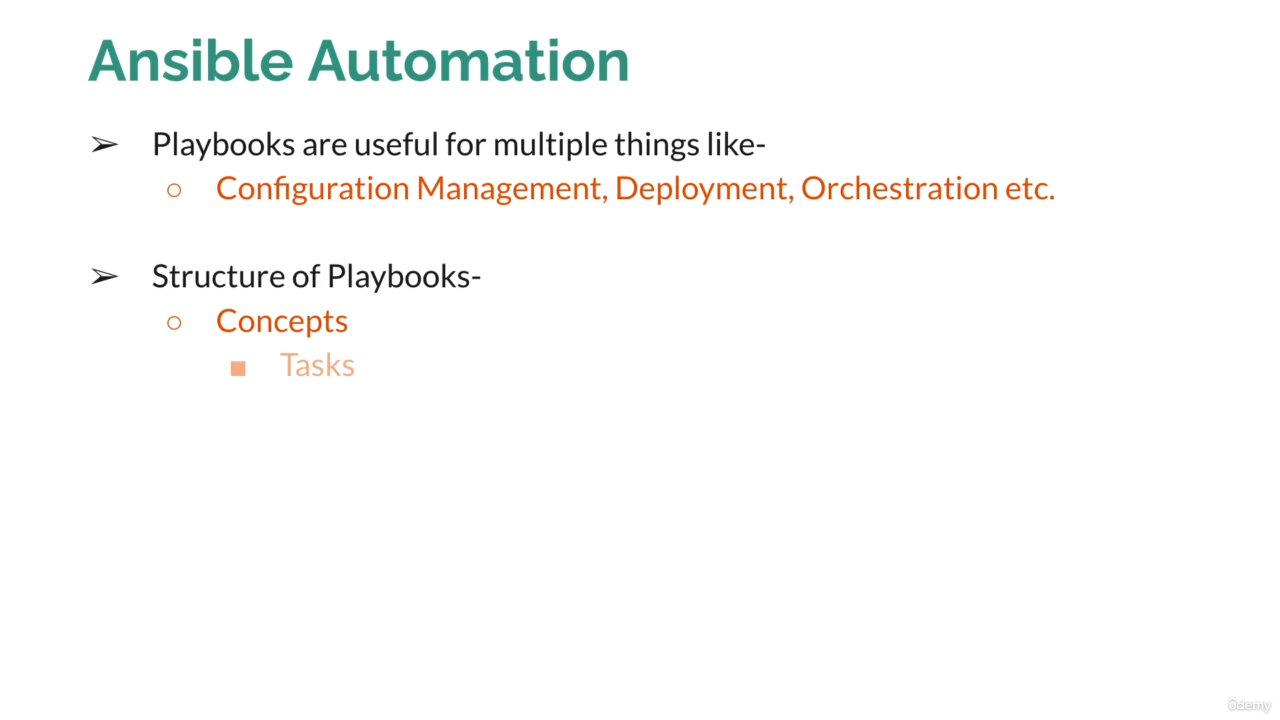 Ansible Automation
➢ Playbooks are useful for multiple things like-
○ Configuration Management, Deployment, Orchestration etc.
➢ Structure of Playbooks-
○ Concepts
■ Tasks
ûdemy